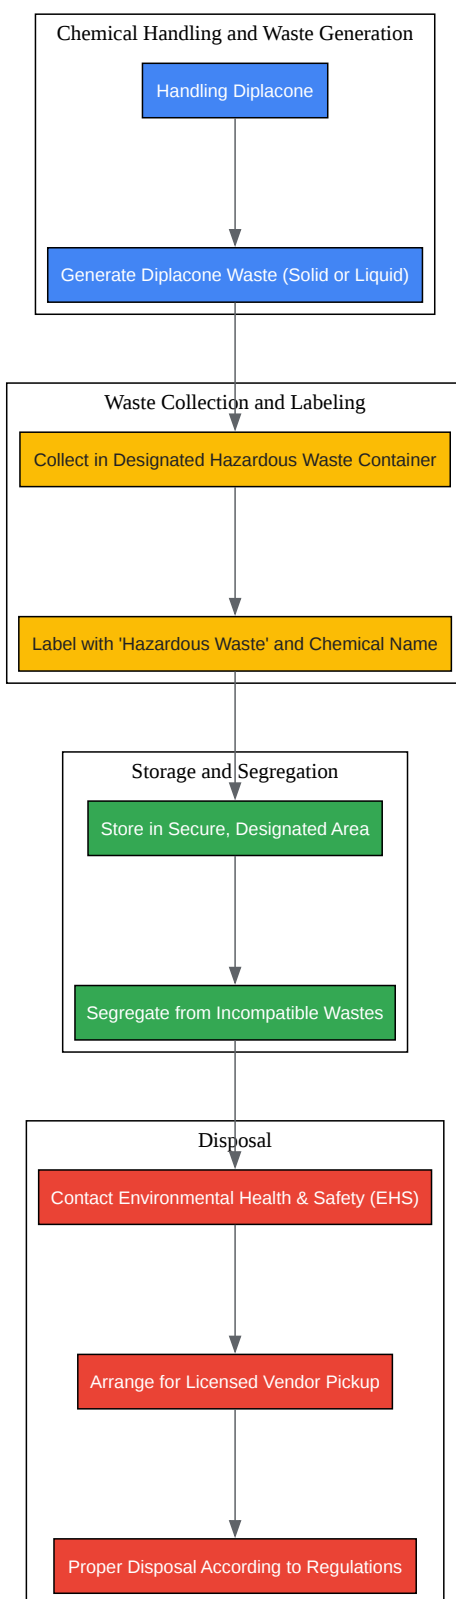 Chemical Handling and Waste Generation
Handling Diplacone
Generate Diplacone Waste (Solid or Liquid)
Waste Collection and Labeling
Collect in Designated Hazardous Waste Container
Label with 'Hazardous Waste' and Chemical Name
Storage and Segregation
Store in Secure, Designated Area
Segregate from Incompatible Wastes
Disposal
Contact Environmental Health & Safety (EHS)
Arrange for Licensed Vendor Pickup
Proper Disposal According to Regulations